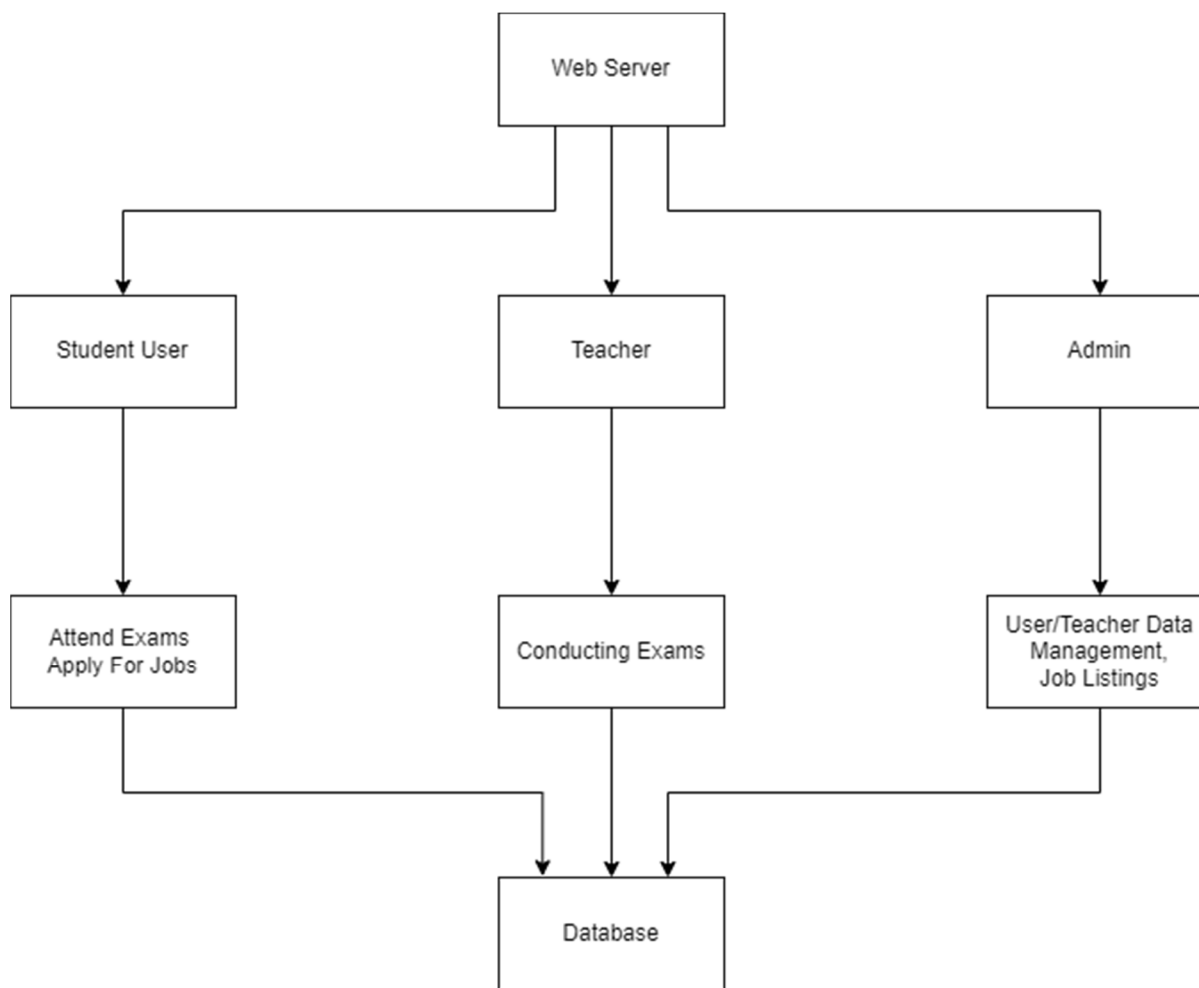 Web Server
Student User
Teacher
Admin
Attend Exams
Apply For Jobs
Conducting Exams
User/Teacher Data
Management,
Job Listings
Database